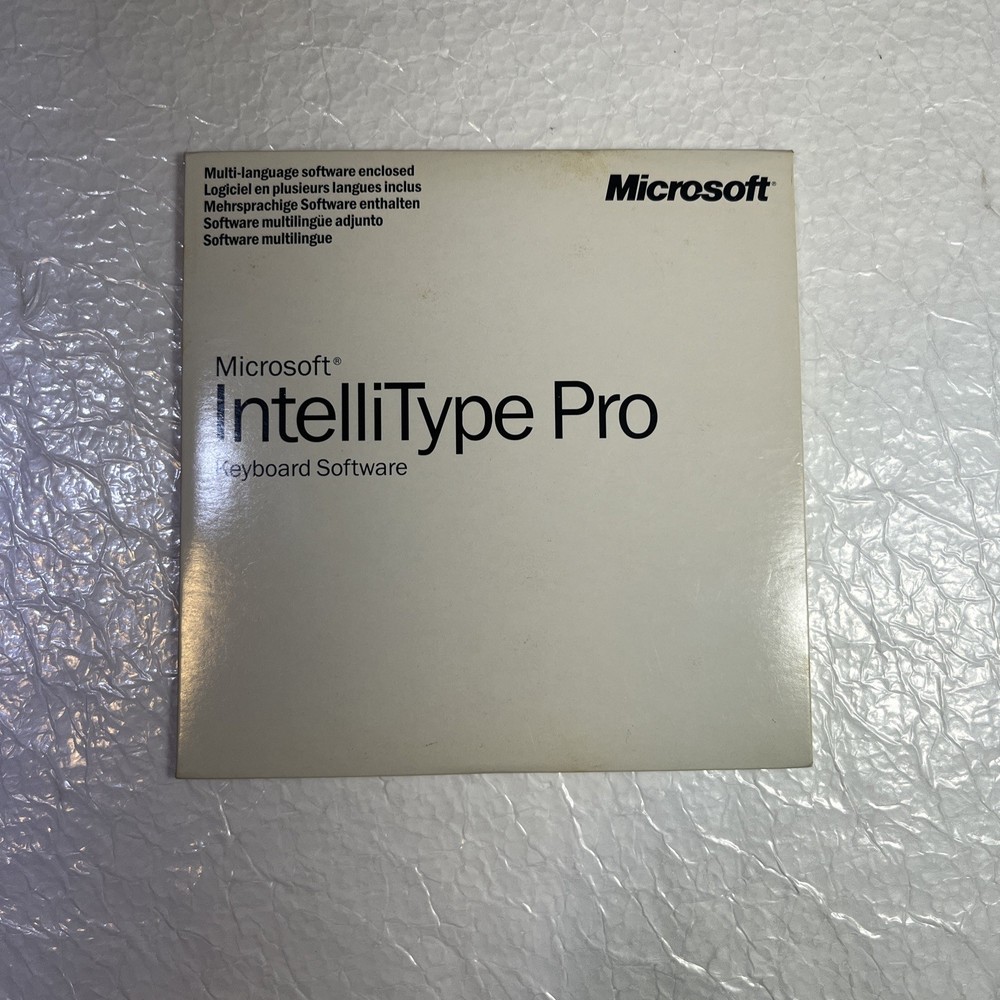 Multi-language software enclosed
Logiciel en plusieurs langues inclus
Mehrsprachige Software enthalten
Software multilingüe adjunto
Software multilingue
Microsoft®
Microsoft®
IntelliType Pro
Keyboard Software